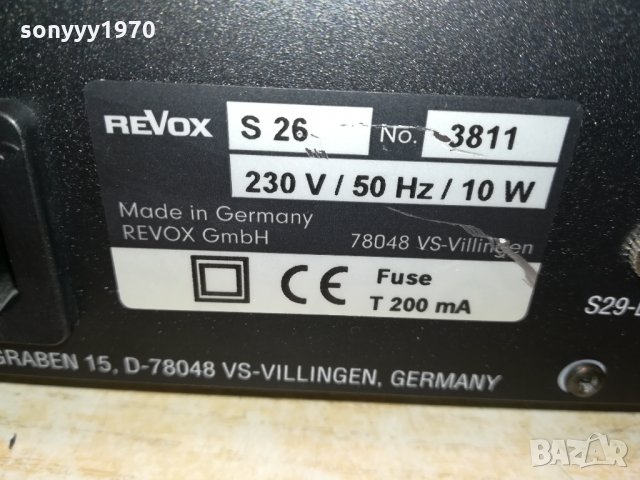 sonyyy1970
REVOX S 26 No. 3811
230 V / 50 Hz / 10 W
Made in Germany
REVOX GmbH 78048 VS-Villingen
CE Fuse
T 200 mA
GRABEN 15, D-78048 VS-VILLINGEN, GERMANY
BAZAR